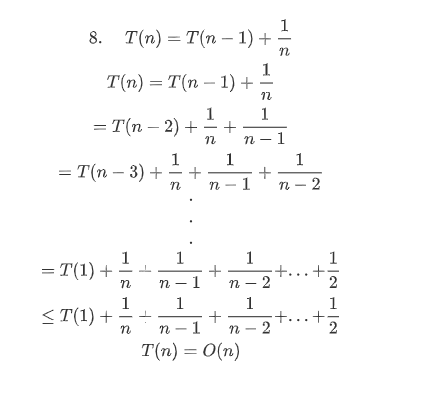 8. T(n) = T(n − 1) + 1/n
T(n) = T(n − 1) + 1/n
= T(n − 2) + 1/n + 1/(n − 1)
= T(n − 3) + 1/n + 1/(n − 1) + 1/(n − 2)
.
.
.
= T(1) + 1/n + 1/(n − 1) + 1/(n − 2) +...+ 1/2
≤ T(1) + 1/n + 1/(n − 1) + 1/(n − 2) +...+ 1/2
T(n) = O(n)